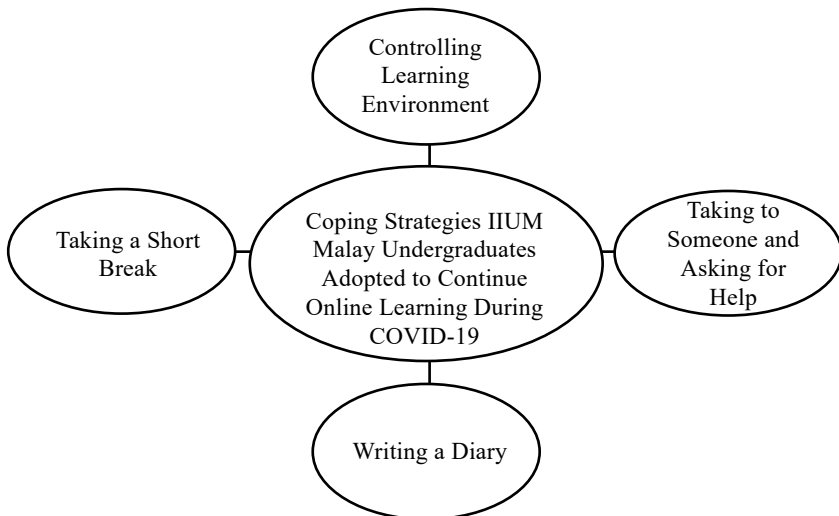 Controlling
Learning
Environment
Taking a Short
Break
Coping Strategies IIUM
Malay Undergraduates
Adopted to Continue
Online Learning During
COVID-19
Taking to
Someone and
Asking for
Help
Writing a Diary